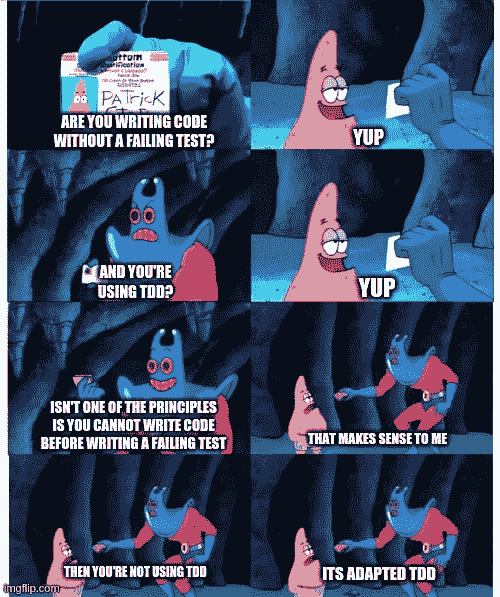 PAtricK
ARE YOU WRITING CODE
WITHOUT A FAILING TEST?
YUP
AND YOU'RE
USING TDD?
YUP
ISN'T ONE OF THE PRINCIPLES
IS YOU CANNOT WRITE CODE
BEFORE WRITING A FAILING TEST
THAT MAKES SENSE TO ME
THEN YOU'RE NOT USING TDD
ITS ADAPTED TDD
imgflip.com